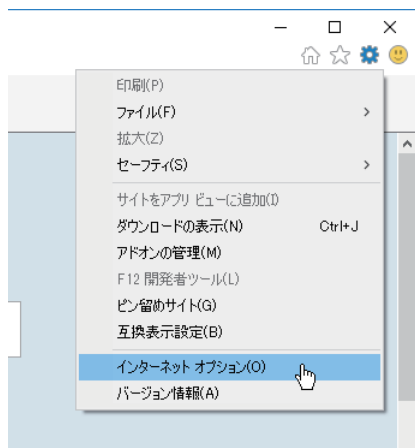 印刷(P)
ファイル(F)
拡大(Z)
セーフティ(S)
サイトをアプリ ビューに追加(I)
ダウンロードの表示(N) Ctrl+J
アドオンの管理(M)
F12 開発者ツール(L)
ピン留めサイト(G)
互換表示設定(B)
インターネット オプション(O)
バージョン情報(A)